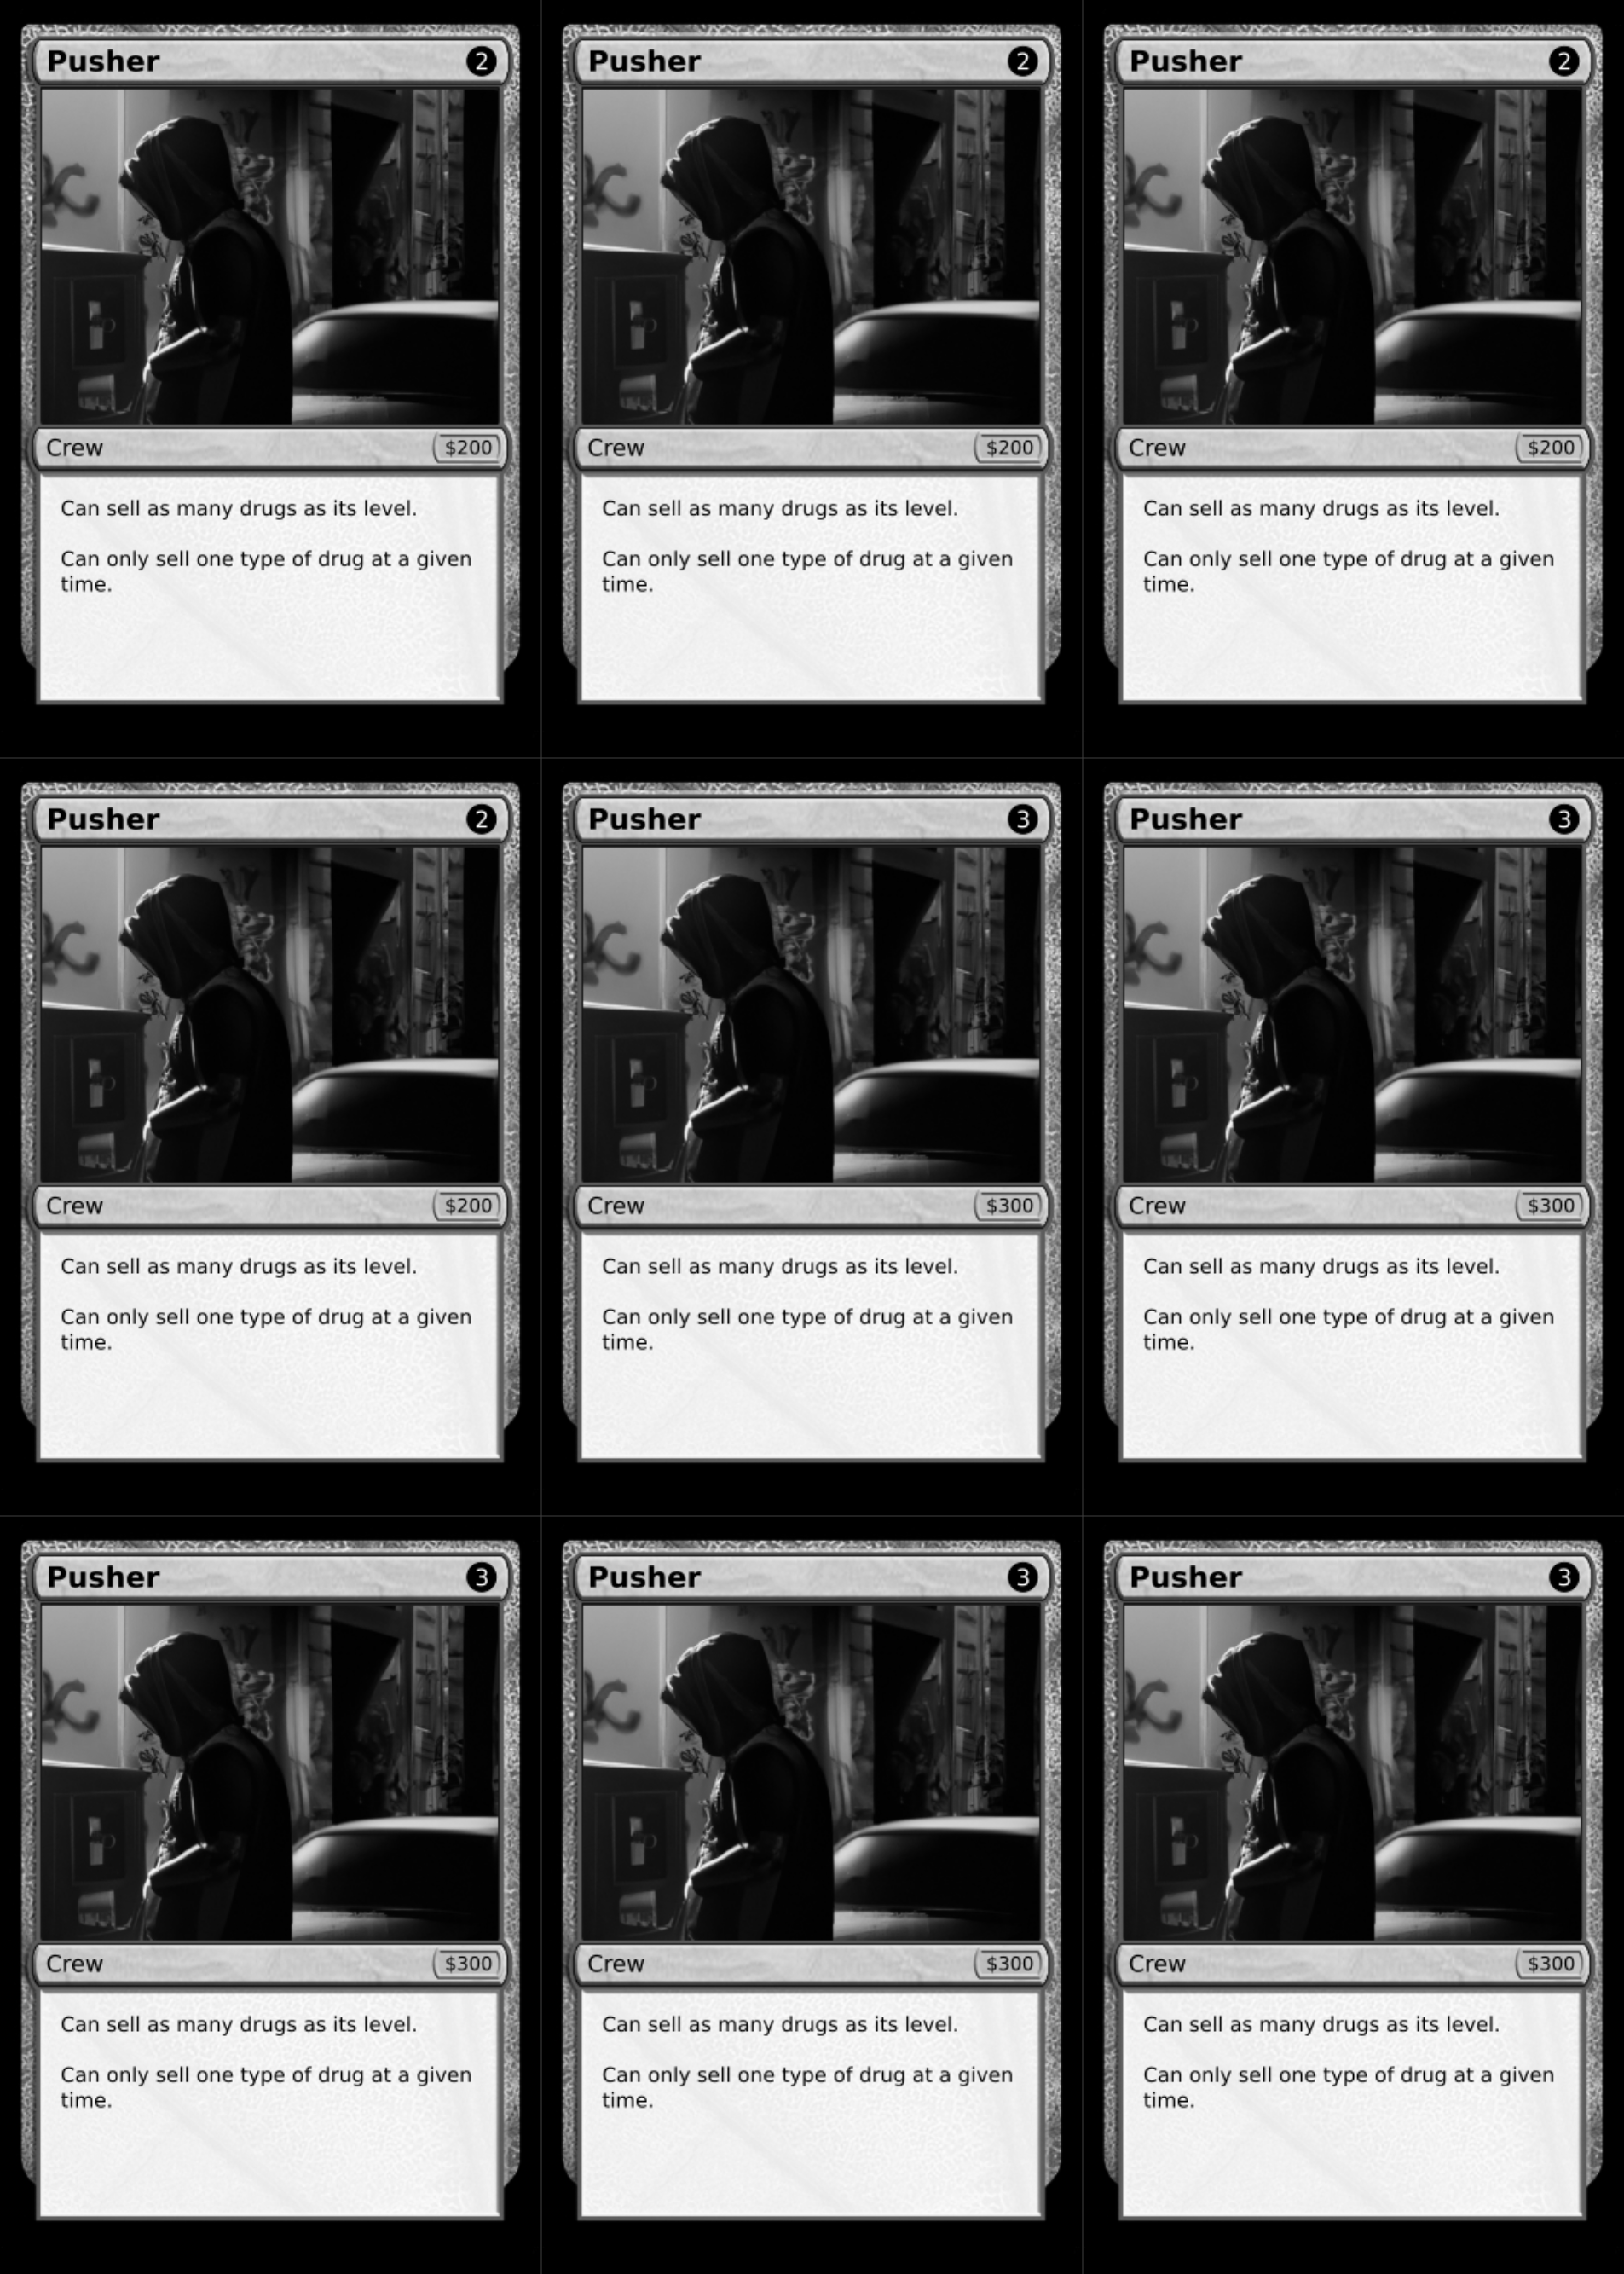 Pusher 2
Crew $200
Can sell as many drugs as its level.
Can only sell one type of drug at a given
time.
Pusher 2
Crew $200
Can sell as many drugs as its level.
Can only sell one type of drug at a given
time.
Pusher 2
Crew $200
Can sell as many drugs as its level.
Can only sell one type of drug at a given
time.
Pusher 2
Crew $200
Can sell as many drugs as its level.
Can only sell one type of drug at a given
time.
Pusher 3
Crew $300
Can sell as many drugs as its level.
Can only sell one type of drug at a given
time.
Pusher 3
Crew $300
Can sell as many drugs as its level.
Can only sell one type of drug at a given
time.
Pusher 3
Crew $300
Can sell as many drugs as its level.
Can only sell one type of drug at a given
time.
Pusher 3
Crew $300
Can sell as many drugs as its level.
Can only sell one type of drug at a given
time.
Pusher 3
Crew $300
Can sell as many drugs as its level.
Can only sell one type of drug at a given
time.